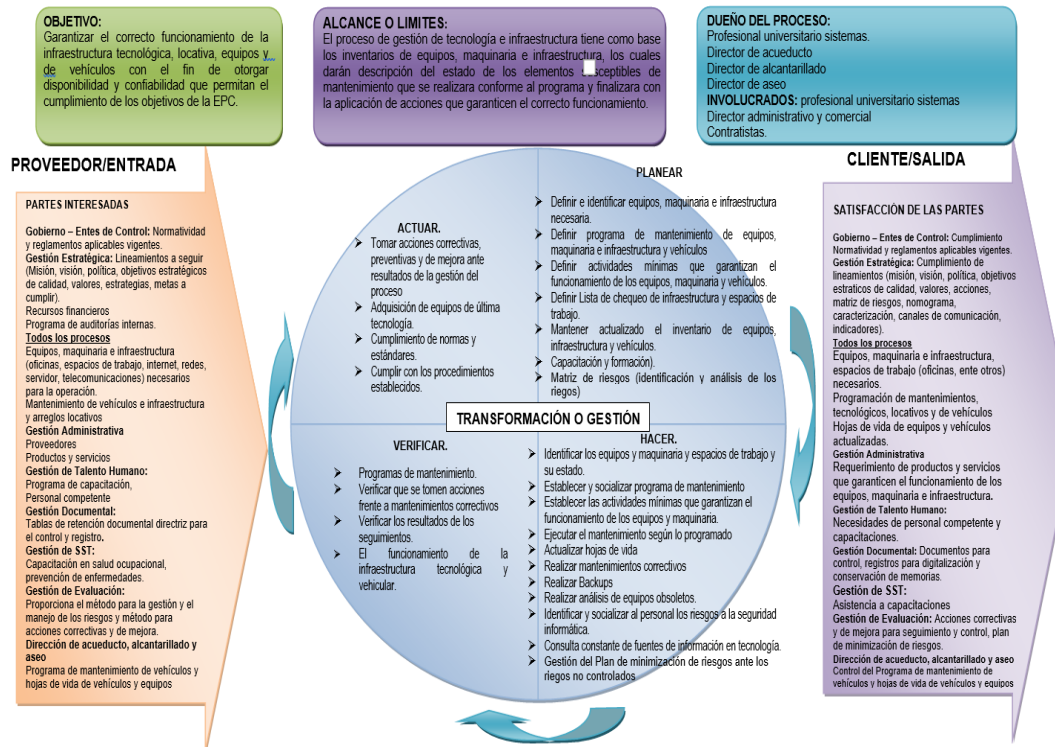 OBJETIVO:
Garantizar el correcto funcionamiento de la
infraestructura tecnológica, locativa, equipos y
de vehículos con el fin de otorgar
disponibilidad y confiabilidad que permitan el
cumplimiento de los objetivos de la EPC.
ALCANCE O LIMITES:
El proceso de gestión de tecnología e infraestructura tiene como base
los inventarios de equipos, maquinaria e infraestructura, los cuales
darán descripción del estado de los elementos susceptibles de
mantenimiento que se realizara conforme al programa y finalizara con
la aplicación de acciones que garanticen el correcto funcionamiento.
DUEÑO DEL PROCESO:
Profesional universitario sistemas.
Director de acueducto
Director de alcantarillado
Director de aseo
INVOLUCRADOS: profesional universitario sistemas
Director administrativo y comercial
Contratistas.
PROVEEDOR/ENTRADA
PARTES INTERESADAS
Gobierno – Entes de Control: Normatividad
y reglamentos aplicables vigentes.
Gestión Estratégica: Lineamientos a seguir
(Misión, visión, política, objetivos estratégicos
de calidad, valores, estrategias, metas a
cumplir).
Recursos financieros
Programa de auditorías internas.
Todos los procesos
Equipos, maquinaria e infraestructura
(oficinas, espacios de trabajo, internet, redes,
servidor, telecomunicaciones) necesarios
para la operación.
Mantenimiento de vehículos e infraestructura
y arreglos locativos
Gestión Administrativa
Proveedores
Productos y servicios
Gestión de Talento Humano:
Programa de capacitación,
Personal competente
Gestión Documental:
Tablas de retención documental directriz para
el control y registro.
Gestión de SST:
Capacitación en salud ocupacional,
prevención de enfermedades.
Gestión de Evaluación:
Proporciona el método para la gestión y el
manejo de los riesgos y método para
acciones correctivas y de mejora.
Dirección de acueducto, alcantarillado y
aseo
Programa de mantenimiento de vehículos y
hojas de vida de vehículos y equipos
ACTUAR.
Tomar acciones correctivas,
preventivas y de mejora ante
resultados de la gestión del
proceso
Adquisición de equipos de última
tecnología.
Cumplimiento de normas y
estándares.
Cumplir con los procedimientos
establecidos.
PLANEAR
Definir e identificar equipos, maquinaria e infraestructura
necesaria.
Definir programa de mantenimiento de equipos,
maquinaria e infraestructura y vehículos
Definir actividades mínimas que garantizan el
funcionamiento de los equipos, maquinaria y vehículos.
Definir Lista de chequeo de infraestructura y espacios de
trabajo.
Mantener actualizado el inventario de equipos,
infraestructura y vehículos.
Capacitación y formación).
Matriz de riesgos (identificación y análisis de los
riegos)
TRANSFORMACIÓN O GESTIÓN
VERIFICAR.
Programas de mantenimiento.
Verificar que se tomen acciones
frente a mantenimientos correctivos
Verificar los resultados de los
seguimientos.
El funcionamiento de la
infraestructura tecnológica y
vehicular.
HACER.
Identificar los equipos y maquinaria y espacios de trabajo y
su estado.
Establecer y socializar programa de mantenimiento
Establecer las actividades mínimas que garantizan el
funcionamiento de los equipos y maquinaria.
Ejecutar el mantenimiento según lo programado
Actualizar hojas de vida
Realizar mantenimientos correctivos
Realizar Backups
Realizar análisis de equipos obsoletos.
Identificar y socializar al personal los riesgos a la seguridad
informática.
Consulta constante de fuentes de información en tecnología.
Gestión del Plan de minimización de riesgos ante los
riegos no controlados
CLIENTE/SALIDA
SATISFACCIÓN DE LAS PARTES
Gobierno – Entes de Control: Cumplimiento
Normatividad y reglamentos aplicables vigentes.
Gestión Estratégica: Cumplimiento de
lineamientos (misión, visión, política, objetivos
estraticos de calidad, valores, acciones,
matriz de riesgos, nomograma,
caracterización, canales de comunicación,
indicadores).
Todos los procesos
Equipos, maquinaria e infraestructura,
espacios de trabajo (oficinas, ente otros)
necesarios.
Programación de mantenimientos,
tecnológicos, locativos y de vehículos
Hojas de vida de equipos y vehículos
actualizadas.
Gestión Administrativa
Requerimiento de productos y servicios
que garanticen el funcionamiento de los
equipos, maquinaria e infraestructura.
Gestión de Talento Humano:
Necesidades de personal competente y
capacitaciones.
Gestión Documental: Documentos para
control, registros para digitalización y
conservación de memorias.
Gestión de SST:
Asistencia a capacitaciones
Gestión de Evaluación: Acciones correctivas
y de mejora para seguimiento y control, plan
de minimización de riesgos.
Dirección de acueducto, alcantarillado y aseo
Control del Programa de mantenimiento de
vehículos y hojas de vida de vehículos y equipos